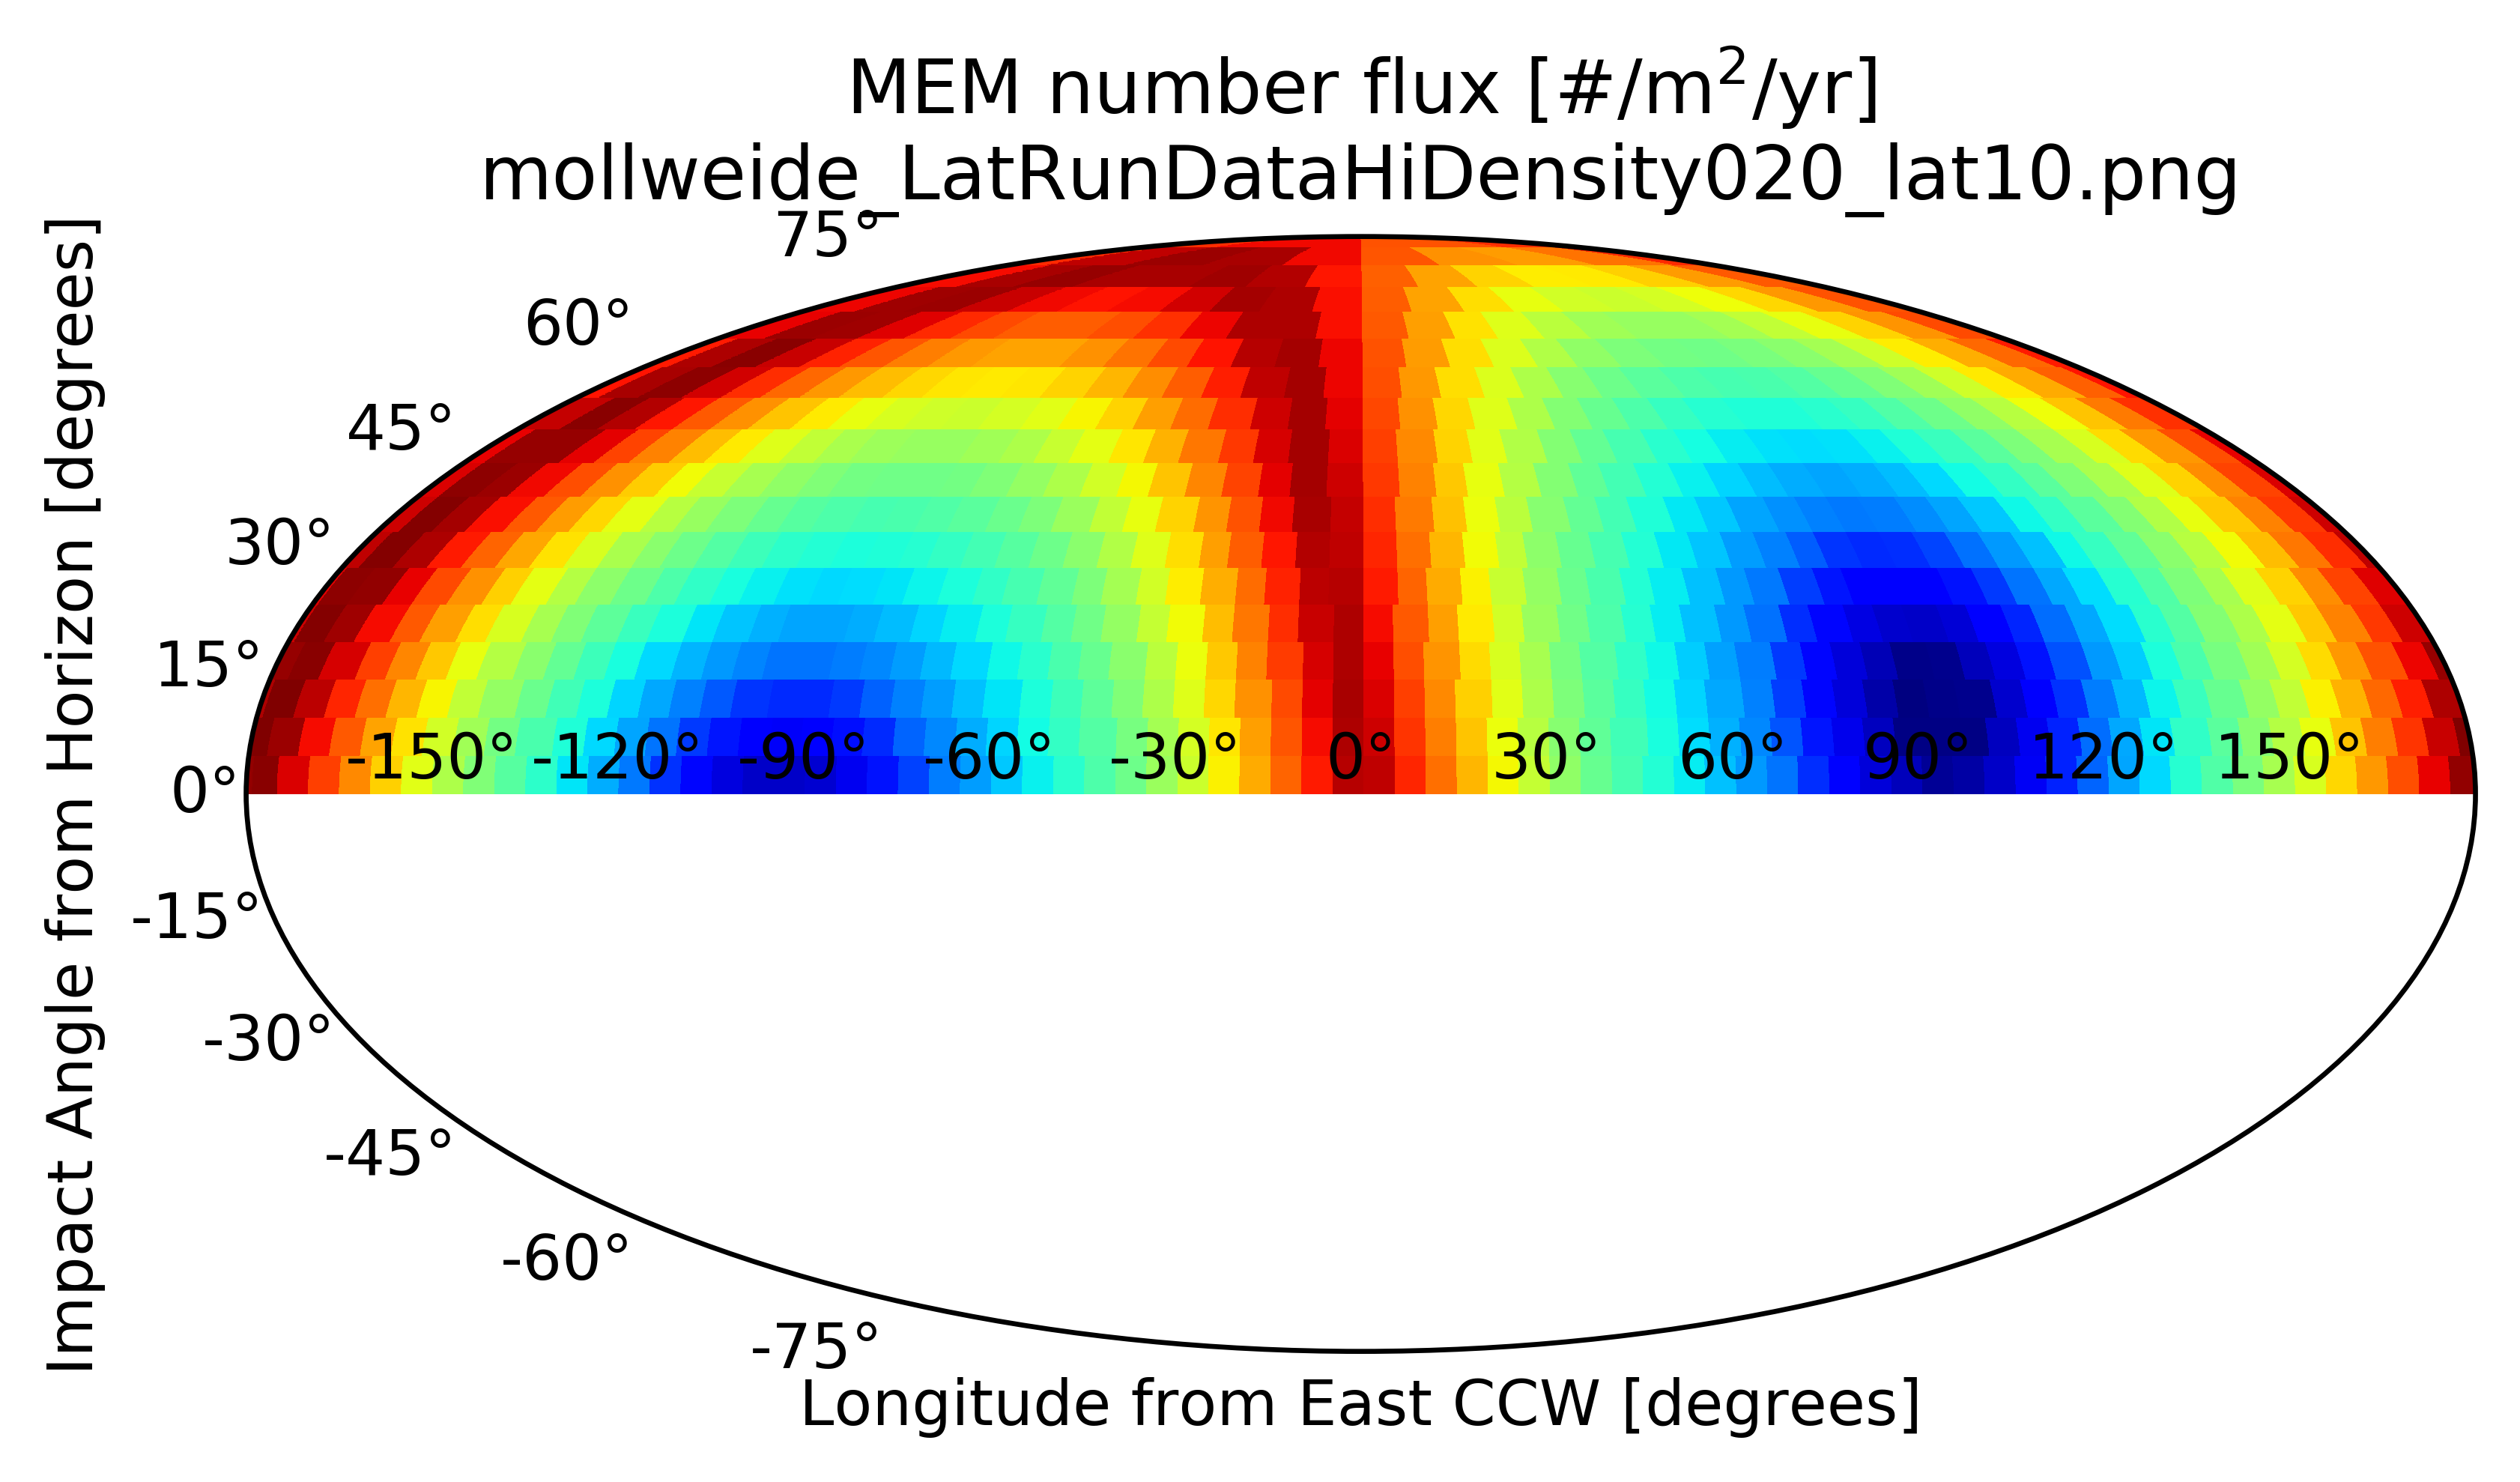 MEM number flux [#/m²/yr]
mollweide_LatRunDataHiDensity020_lat10.png
75°
60°
45°
30°
15°
0°
-15°
-30°
-45°
-60°
-75°
-150° -120° -90° -60° -30° 0° 30° 60° 90° 120° 150°
Impact Angle from Horizon [degrees]
Longitude from East CCW [degrees]